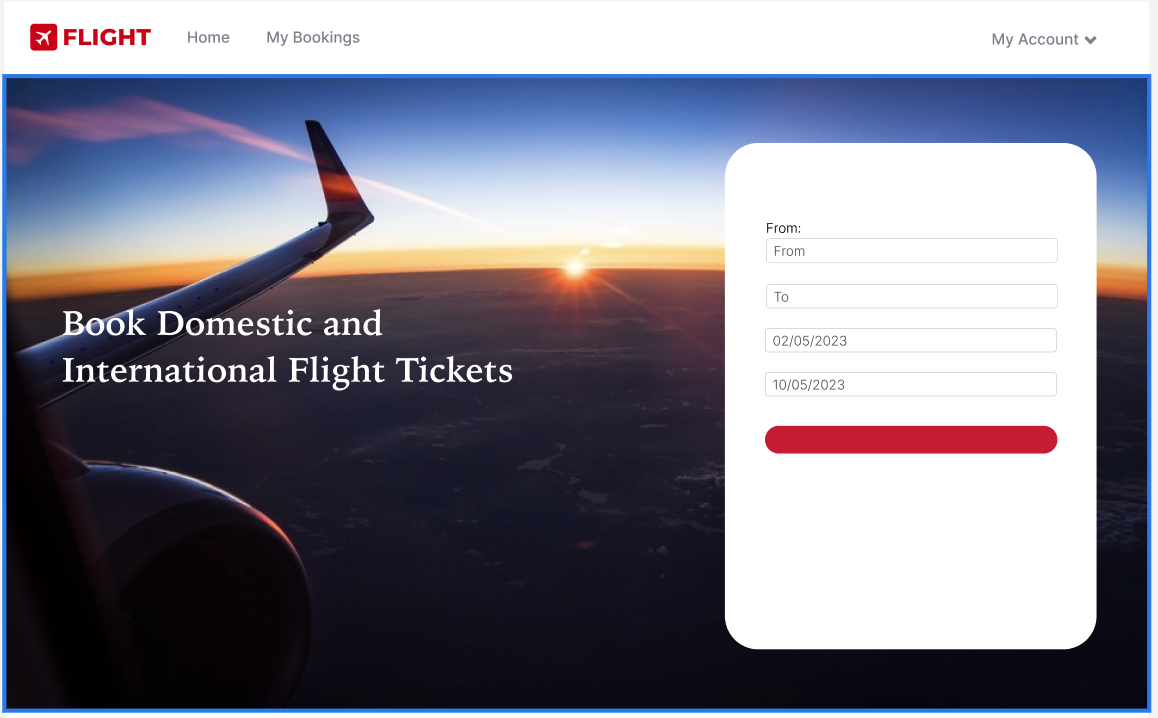 FLIGHT
Home
My Bookings
My Account
Book Domestic and
International Flight Tickets
From:
From
To
02/05/2023
10/05/2023